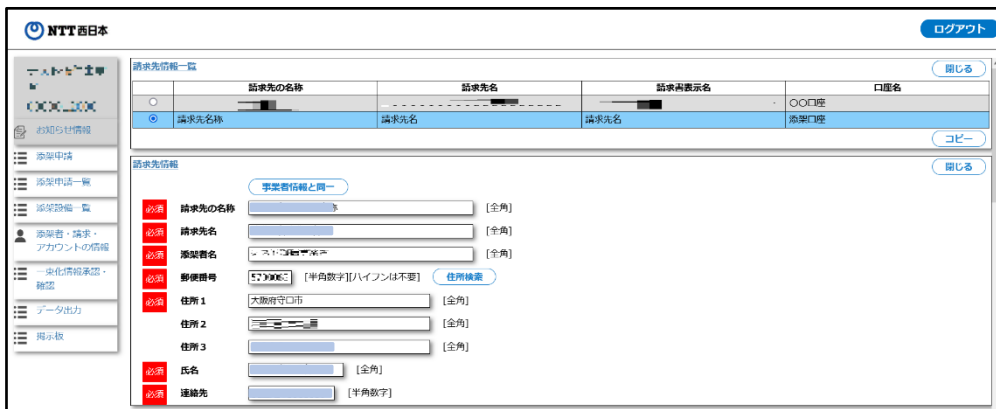 NTT西日本
ログアウト
お知らせ情報
添架申請
添架申請一覧
添架設備一覧
添架者・請求・
アカウントの情報
一束化情報承認・
確認
データ出力
掲示板
請求先情報一覧
閉じる
請求先の名称 請求先名 請求書表示名 口座名
〇〇口座
請求先名称 請求先名 請求先名 添架口座
コピー
請求先情報
閉じる
事業者情報と同一
必須 請求先の名称 [全角]
必須 請求先名 [全角]
必須 添架者名 [全角]
必須 郵便番号 [半角数字][ハイフンは不要] 住所検索
必須 住所1 大阪府守口市 [全角]
住所2 [全角]
住所3 [全角]
必須 氏名 [全角]
必須 連絡先 [半角数字]